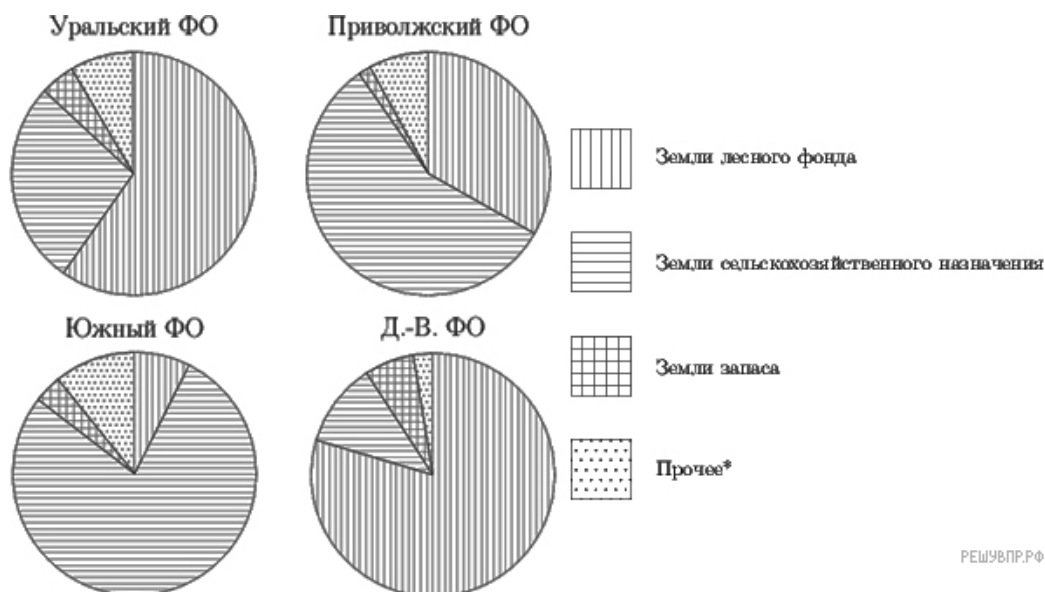 Уральский ФО
Приволжский ФО
Южный ФО
Д.-В. ФО
Земли лесного фонда
Земли сельскохозяйственного назначения
Земли запаса
Прочее*
РЕШУВПР.РФ